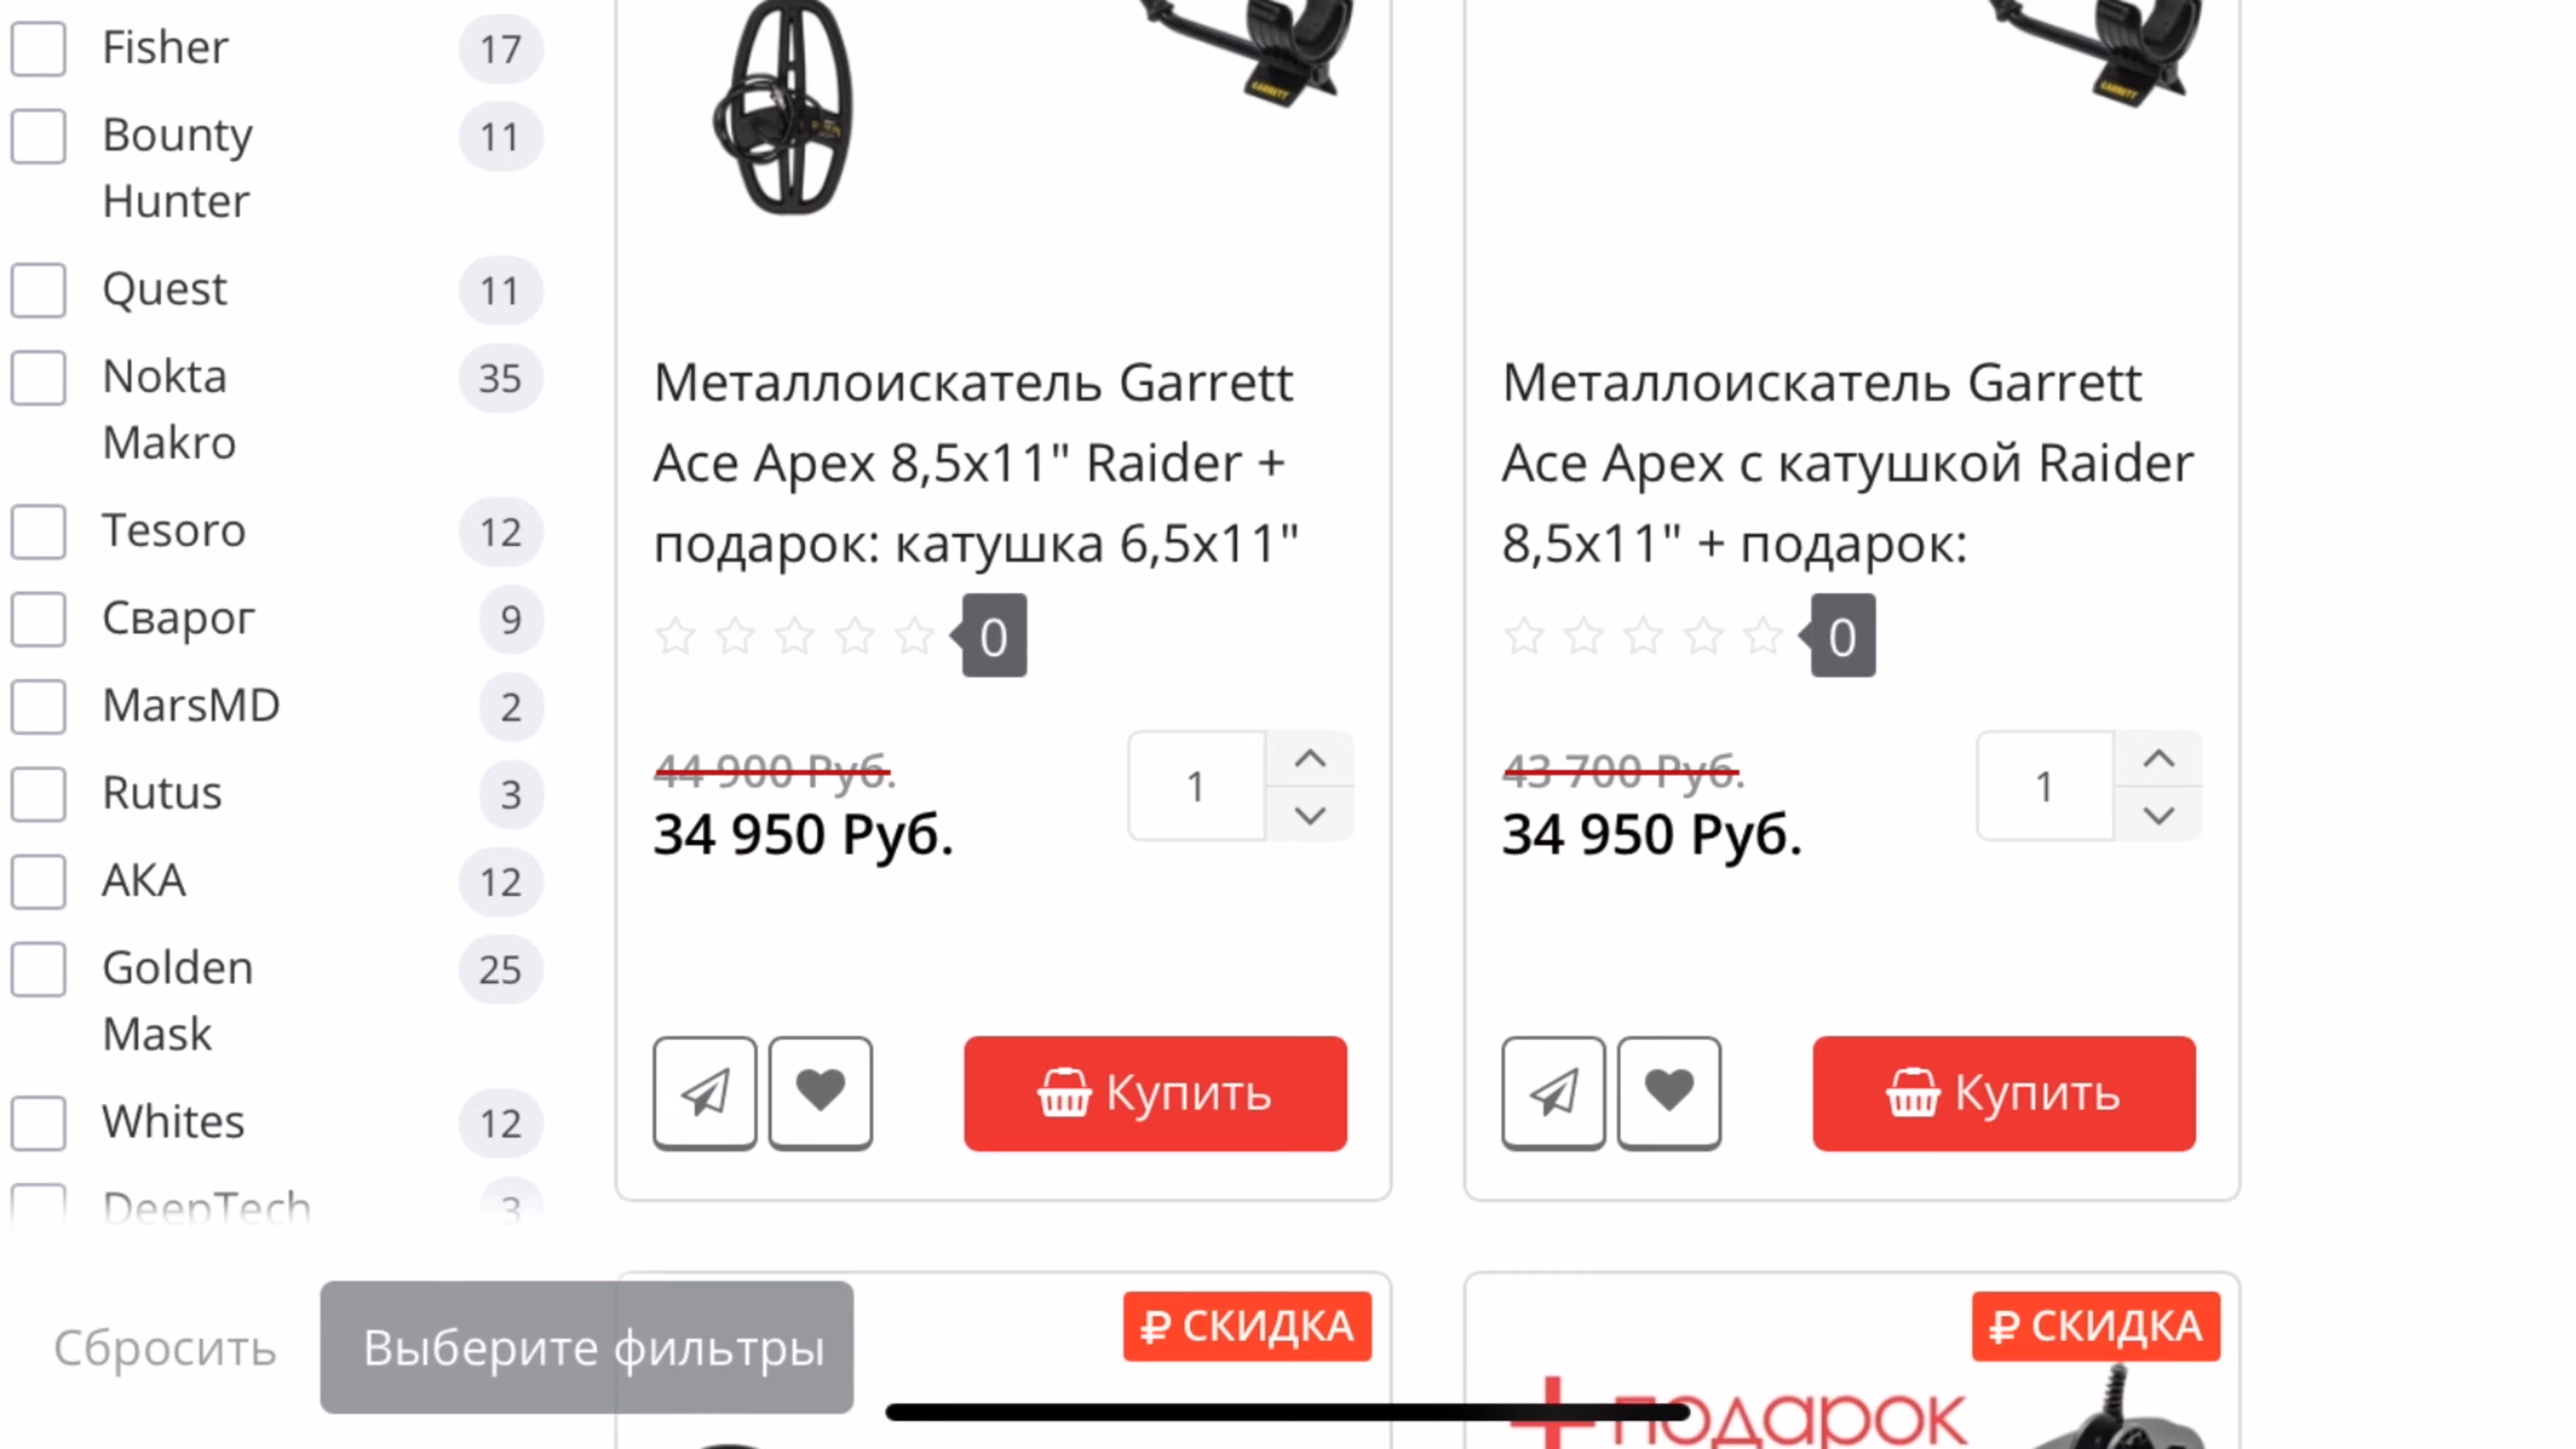 Fisher 17
Bounty 11
Hunter
Quest 11
Nokta 35
Makro
Tesoro 12
Сварог 9
MarsMD 2
Rutus 3
АКА 12
Golden 25
Mask
Whites 12
DeepTech 3
Сбросить
Выберите фильтры
GARRETT
Металлоискатель Garrett
Ace Apex 8,5x11" Raider +
подарок: катушка 6,5x11"
0
44 900 Руб.
34 950 Руб.
1
Купить
GARRETT
Металлоискатель Garrett
Ace Apex с катушкой Raider
8,5x11" + подарок:
0
43 700 Руб.
34 950 Руб.
1
Купить
₽ СКИДКА
₽ СКИДКА
+ подарок